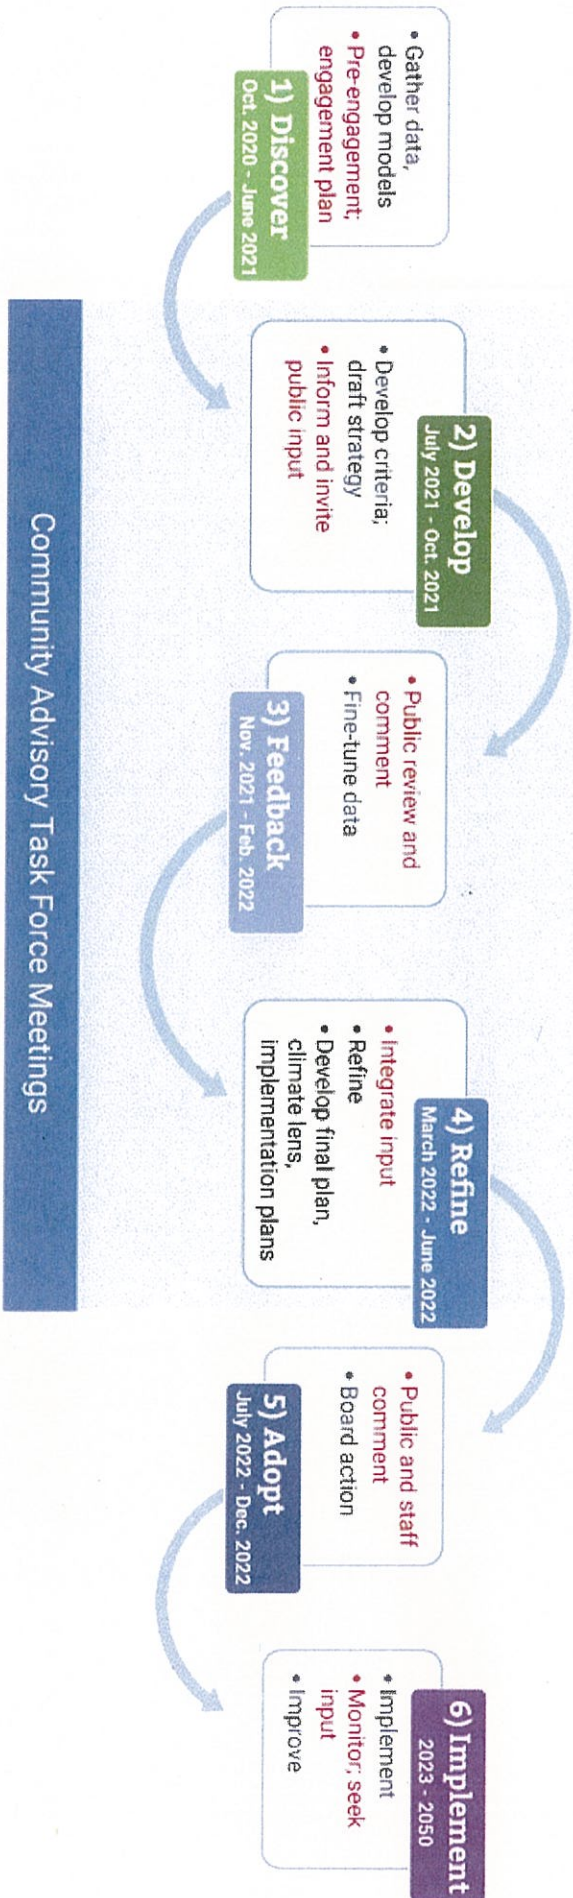 • Gather data,
develop models
• Pre-engagement;
engagement plan
1) Discover
Oct. 2020 - June 2021
2) Develop
July 2021 - Oct. 2021
• Develop criteria;
draft strategy
• Inform and invite
public input
• Public review and
comment
• Fine-tune data
3) Feedback
Nov. 2021 - Feb. 2022
4) Refine
March 2022 - June 2022
• Integrate input
• Refine
• Develop final plan,
climate lens,
implementation plans
• Public and staff
comment
• Board action
5) Adopt
July 2022 - Dec. 2022
6) Implement
2023 - 2050
• Implement
• Monitor; seek
input
• Improve
Community Advisory Task Force Meetings